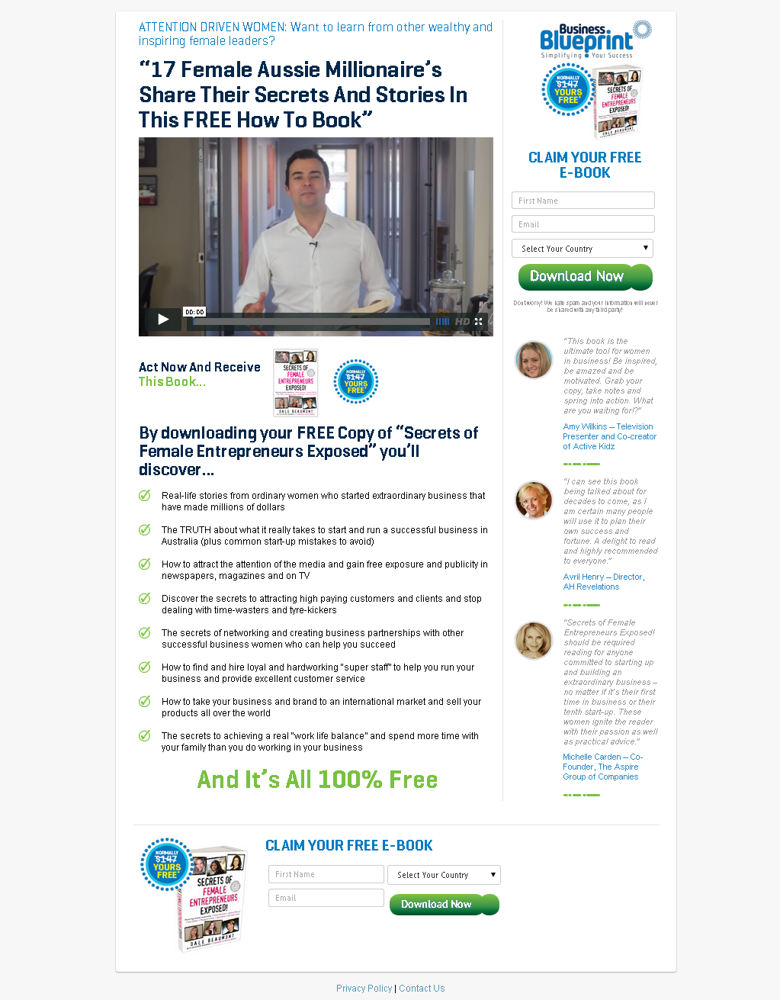 ATTENTION DRIVEN WOMEN: Want to learn from other wealthy and
inspiring female leaders?
“17 Female Aussie Millionaire’s
Share Their Secrets And Stories In
This FREE How To Book”
DD: DD
HD
Act Now And Receive
This Book...
SECRETS OF
FEMALE
ENTREPRENEURS
EXPOSED!
DALE BEAUMONT
NORMALLY
$147
YOURS
FREE
By downloading your FREE Copy of “Secrets of
Female Entrepreneurs Exposed” you’ll
discover...
Real-life stories from ordinary women who started extraordinary business that
have made millions of dollars
The TRUTH about what it really takes to start and run a successful business in
Australia (plus common start-up mistakes to avoid)
How to attract the attention of the media and gain free exposure and publicity in
newspapers, magazines and on TV
Discover the secrets to attracting high paying customers and clients and stop
dealing with time-wasters and tyre-kickers
The secrets of networking and creating business partnerships with other
successful business women who can help you succeed
How to find and hire loyal and hardworking "super staff" to help you run your
business and provide excellent customer service
How to take your business and brand to an international market and sell your
products all over the world
The secrets to achieving a real "work life balance" and spend more time with
your family than you do working in your business
And It’s All 100% Free
Business
Blueprint
Simplifying Your Success
NORMALLY
$147
YOURS
FREE
SECRETS OF
FEMALE
ENTREPRENEURS
EXPOSED!
DALE BEAUMONT
CLAIM YOUR FREE
E-BOOK
First Name
Email
Select Your Country
Download Now
Dont worry! We hate spam and your information will never
be shared with any third party!
“This book is the
ultimate tool for women
in business! Be inspired,
be amazed and be
motivated. Grab your
copy, take notes and
spring into action. What
are you waiting for!?”
Amy Wilkins – Television
Presenter and Co-creator
of Active Kidz
“I can see this book
being talked about for
decades to come, as I
am certain many people
will use it to plan their
own success and
fortune. A delight to read
and highly recommended
to everyone.”
Avril Henry – Director,
AH Revelations
“Secrets of Female
Entrepreneurs Exposed!
should be required
reading for anyone
committed to starting up
and building an
extraordinary business –
no matter if it’s their first
time in business or their
tenth start-up. These
women ignite the reader
with their passion as well
as practical advice.”
Michelle Carden – Co-
Founder, The Aspire
Group of Companies
NORMALLY
$147
YOURS
FREE*
SECRETS OF
FEMALE
ENTREPRENEURS
EXPOSED!
DALE BEAUMONT
CLAIM YOUR FREE E-BOOK
First Name
Select Your Country
Email
Download Now
Privacy Policy | Contact Us